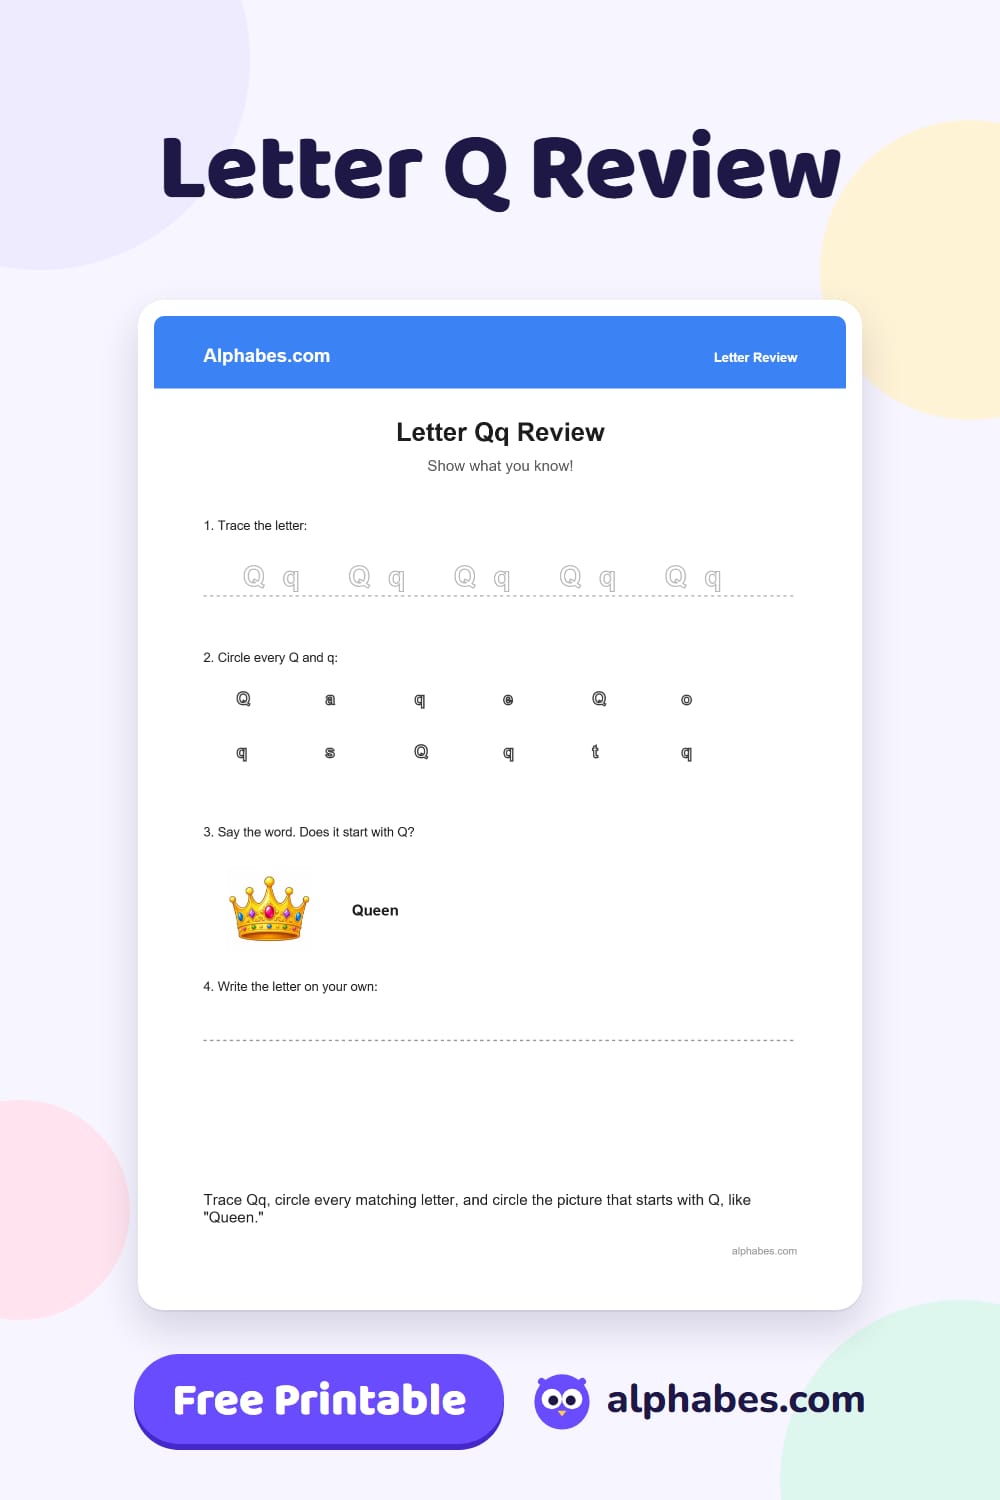 Letter Q Review
Alphabes.com
Letter Review
Letter Qq Review
Show what you know!
1. Trace the letter:
Q q Q q Q q Q q Q q
2. Circle every Q and q:
Q a q e Q o
q s Q q t q
3. Say the word. Does it start with Q?
Queen
4. Write the letter on your own:
Trace Qq, circle every matching letter, and circle the picture that starts with Q, like
"Queen."
alphabes.com
Free Printable
alphabes.com